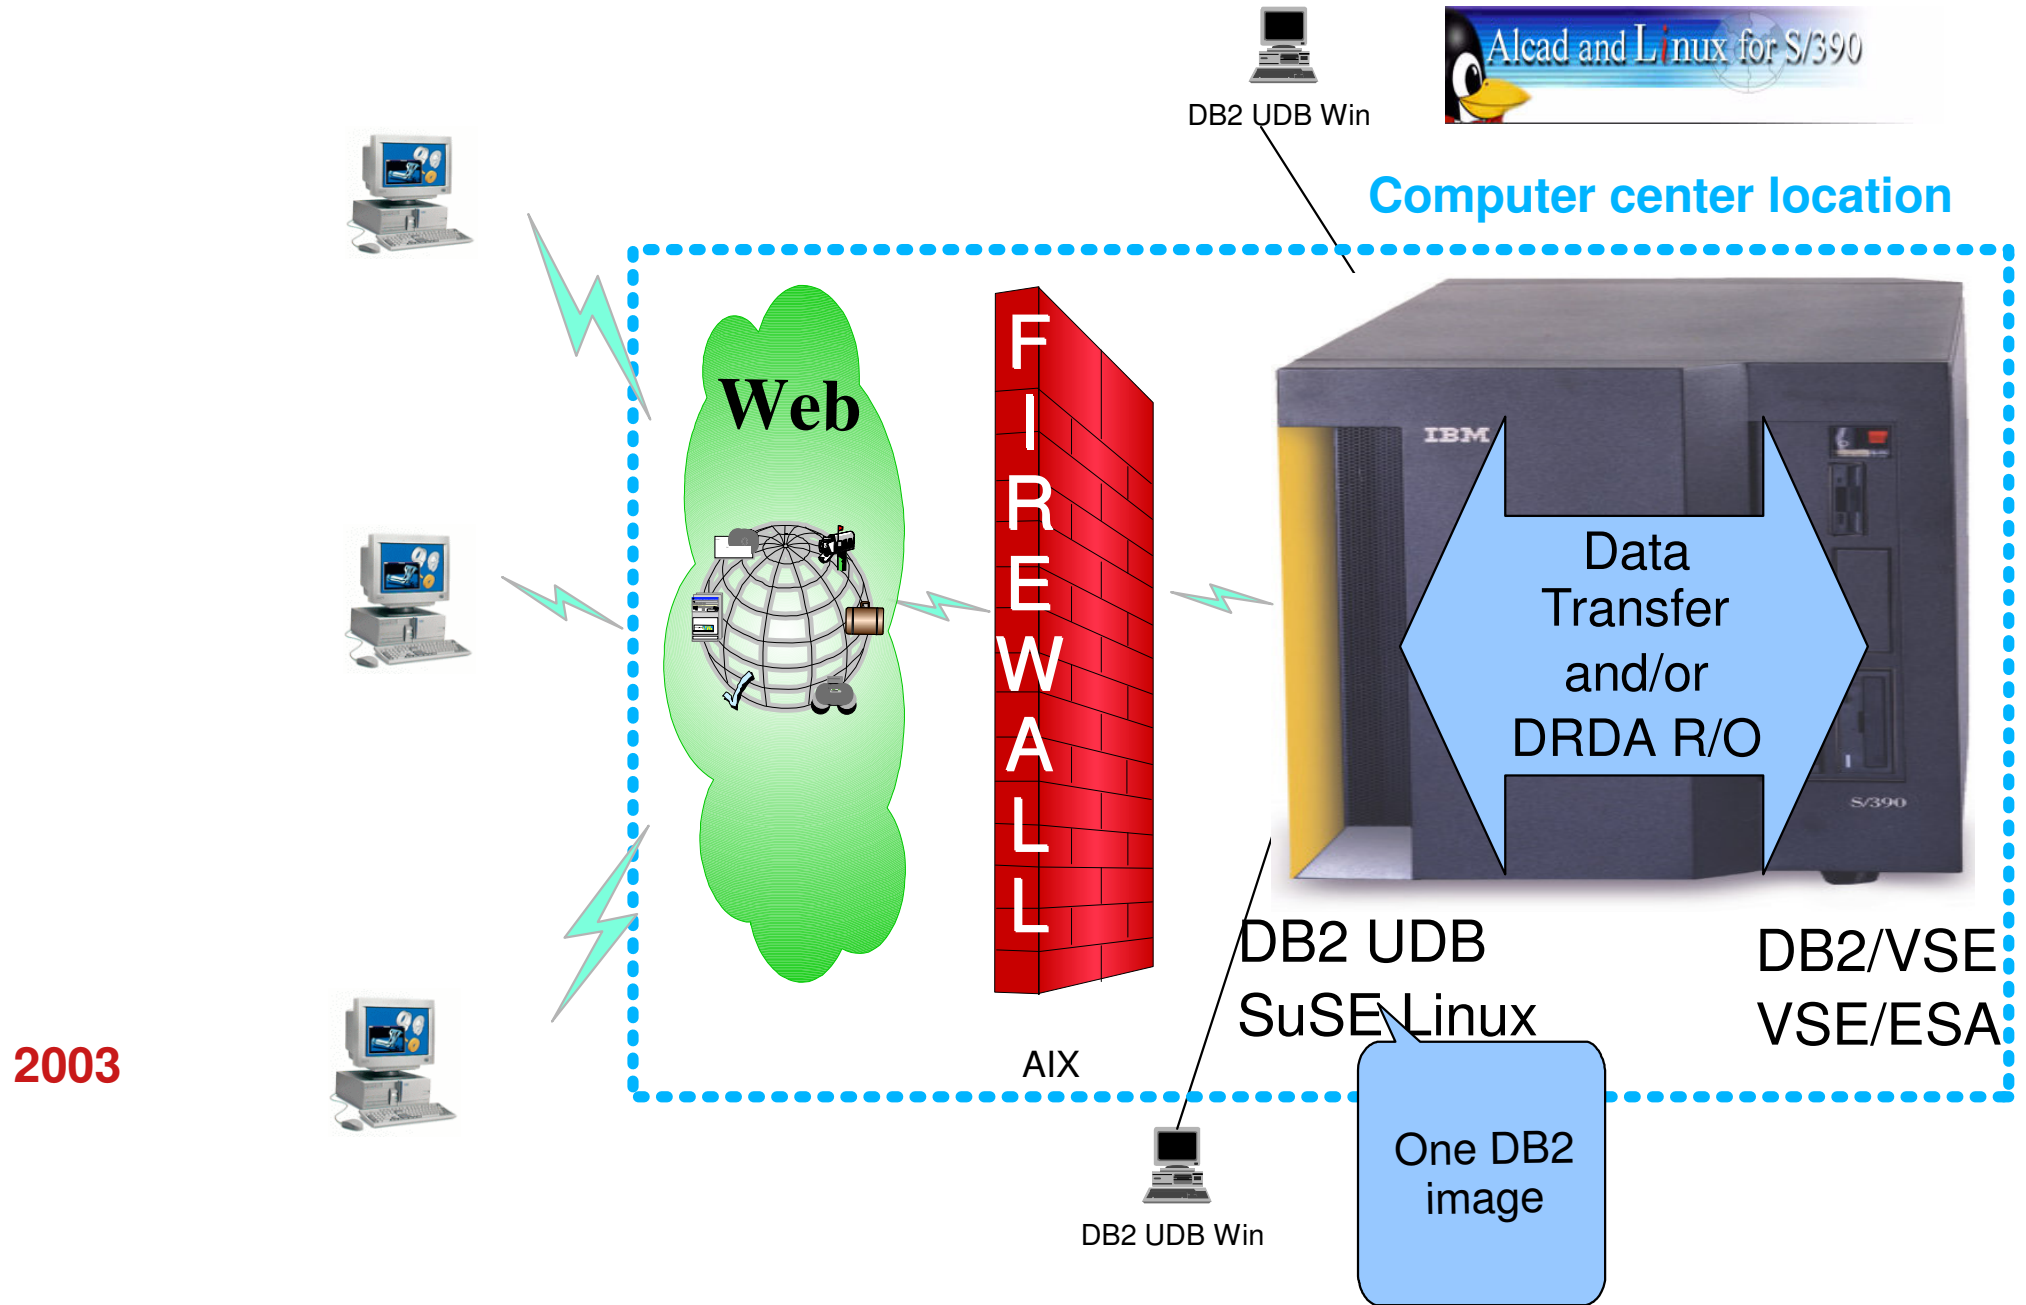 Alcad and Linux for S/390
DB2 UDB Win
Computer center location
Web
FIREWALL
IBM
Data
Transfer
and/or
DRDA R/O
S/390
DB2 UDB
SuSE Linux
DB2/VSE
VSE/ESA
AIX
2003
One DB2
image
DB2 UDB Win